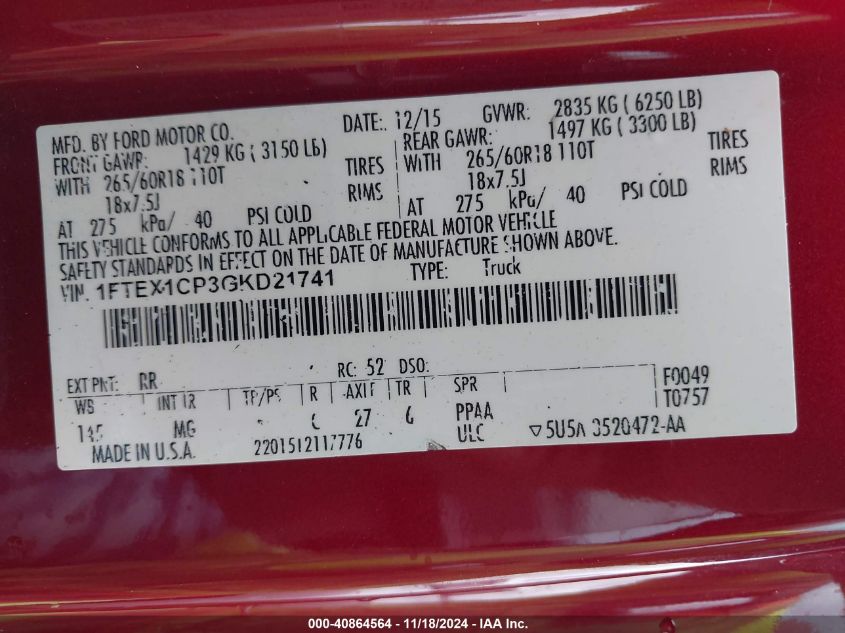 MFD. BY FORD MOTOR CO. DATE: 12/15 GVWR: 2835 KG ( 6250 LB)
FRONT GAWR: 1429 KG ( 3150 LB) REAR GAWR: 1497 KG ( 3300 LB)
WITH 265/60R18 110T TIRES WITH 265/60R18 110T TIRES
18x7.5J RIMS 18x7.5J RIMS
AT 275 kPa/ 40 PSI COLD AT 275 kPa/ 40 PSI COLD
THIS VEHICLE CONFORMS TO ALL APPLICABLE FEDERAL MOTOR VEHICLE
SAFETY STANDARDS IN EFFECT ON THE DATE OF MANUFACTURE SHOWN ABOVE.
VIN: 1FTEX1CP3GKD21741 TYPE: Truck
EXT PNT: RR RC: 52 DSO:
WB INT TR TP/PS R AXLE TR SPR F0049
145 MG 27 6 PPAA T0757
MADE IN U.S.A. 2201512117776 ULC ▽5U5A 3520472-AA
000-40864564 - 11/18/2024 - IAA Inc.